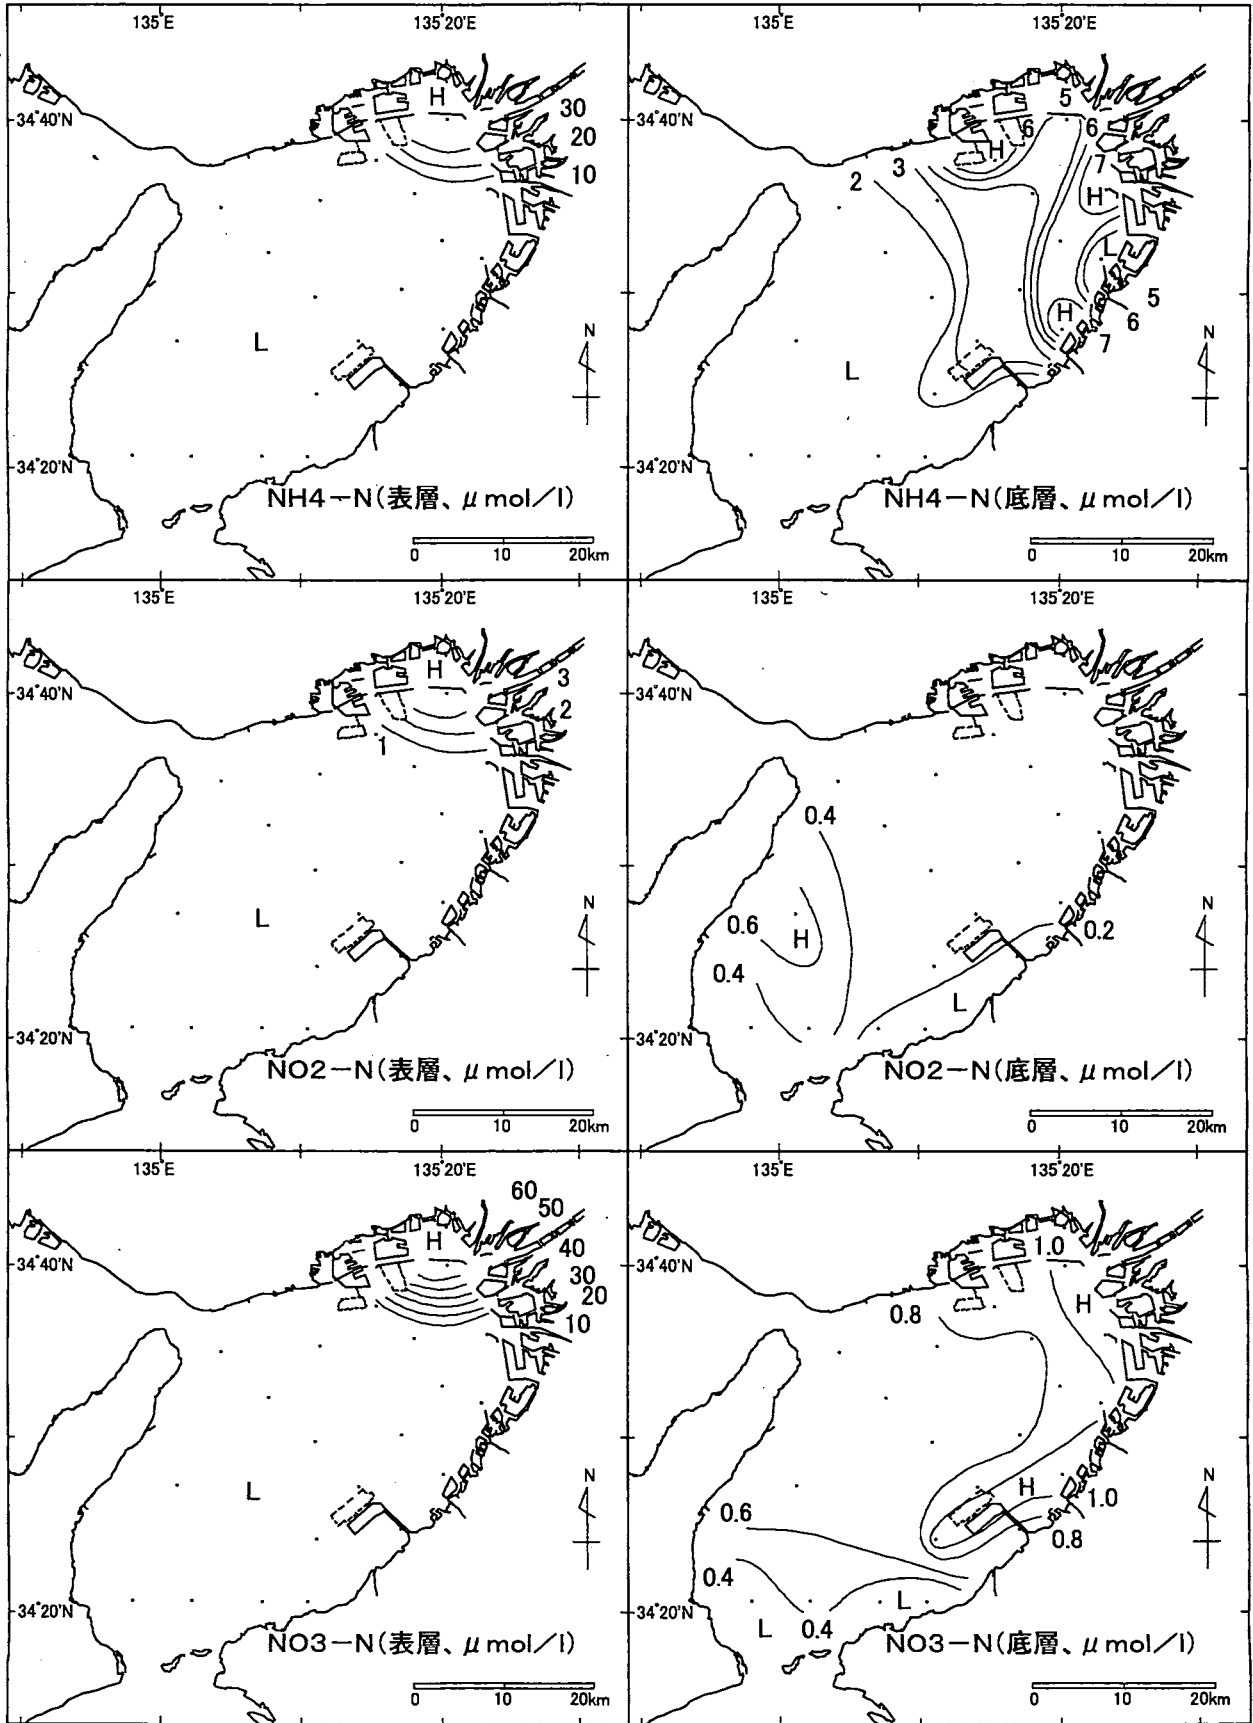 135°E
135°20'E
H
30
34°40'N
20
10
L
N
34°20'N
NH4-N(表層、μmol/l)
0 10 20km
135°E
135°20'E
5
34°40'N
6
6
H
7
3
2
H
L
5
H
6
7
L
N
34°20'N
NH4-N(底層、μmol/l)
0 10 20km
135°E
135°20'E
H
3
34°40'N
2
1
L
N
34°20'N
NO2-N(表層、μmol/l)
0 10 20km
135°E
135°20'E
34°40'N
0.4
0.6
H
0.2
N
0.4
L
34°20'N
NO2-N(底層、μmol/l)
0 10 20km
135°E
135°20'E
60
50
H
40
34°40'N
30
20
10
L
N
34°20'N
NO3-N(表層、μmol/l)
0 10 20km
135°E
135°20'E
1.0
34°40'N
H
0.8
H
N
1.0
0.6
0.8
0.4
L
34°20'N
L
0.4
NO3-N(底層、μmol/l)
0 10 20km